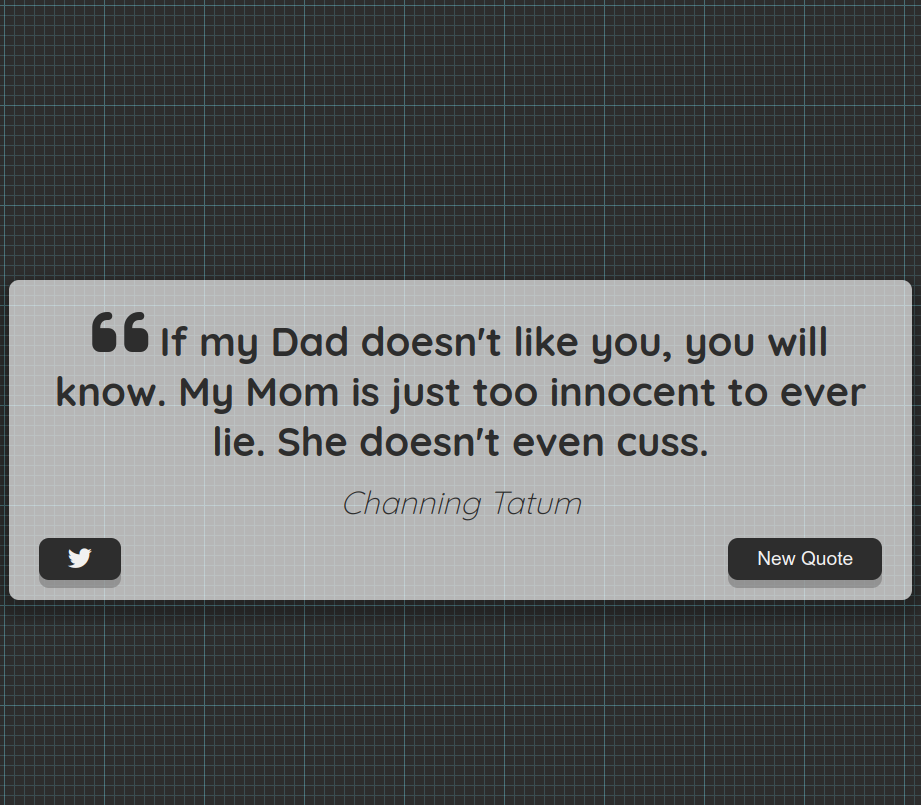 If my Dad doesn't like you, you will
know. My Mom is just too innocent to ever
lie. She doesn't even cuss.
Channing Tatum
New Quote